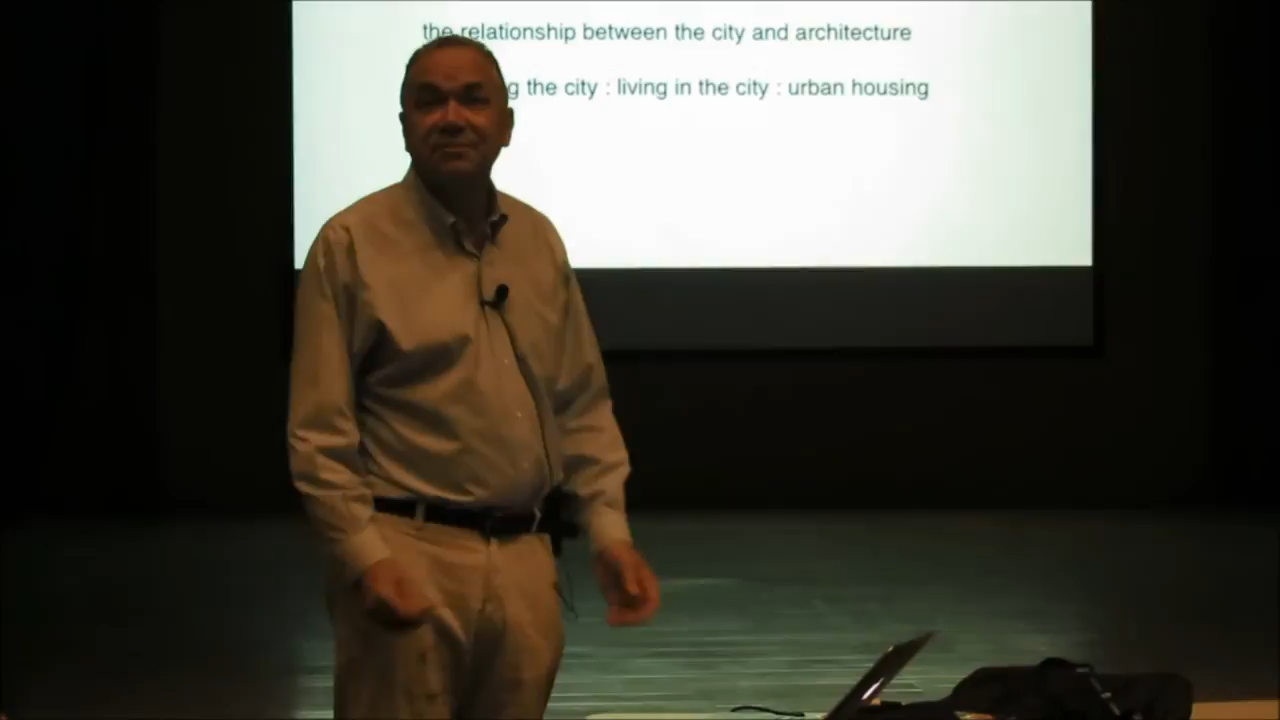 the relationship between the city and architecture
g the city : living in the city : urban housing